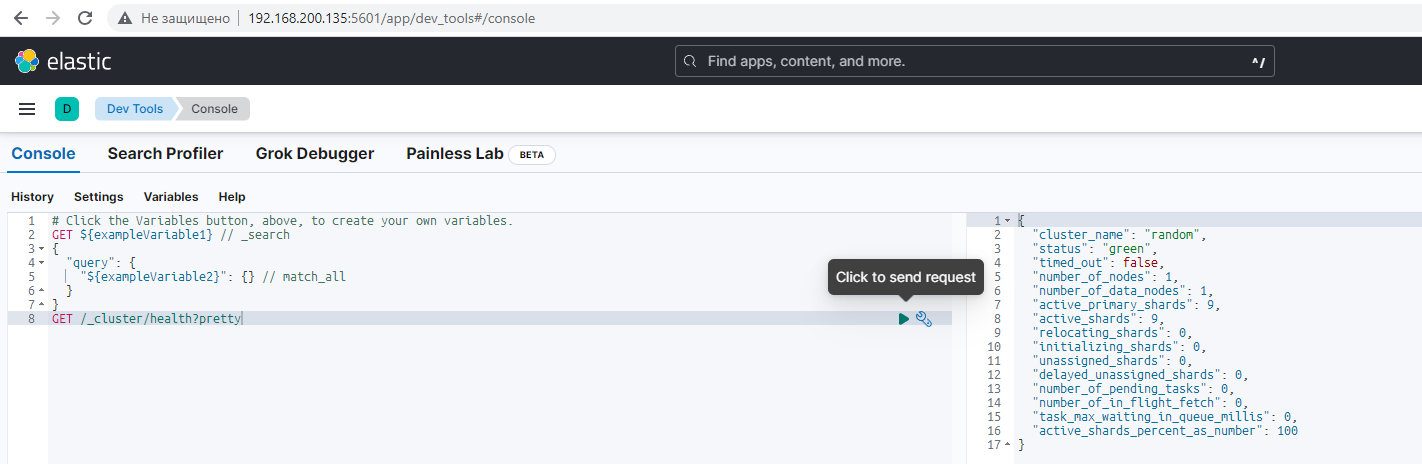 Не защищено 192.168.200.135:5601/app/dev_tools#/console
elastic
Find apps, content, and more.
^/
D Dev Tools Console
Console Search Profiler Grok Debugger Painless Lab BETA
History Settings Variables Help
1 # Click the Variables button, above, to create your own variables.
2 GET ${exampleVariable1} // _search
3 {
4 "query": {
5 "${exampleVariable2}": {} // match_all
6 }
7 }
8 GET /_cluster/health?pretty
Click to send request
1 {
2 "cluster_name": "random",
3 "status": "green",
4 "timed_out": false,
5 "number_of_nodes": 1,
6 "number_of_data_nodes": 1,
7 "active_primary_shards": 9,
8 "active_shards": 9,
9 "relocating_shards": 0,
10 "initializing_shards": 0,
11 "unassigned_shards": 0,
12 "delayed_unassigned_shards": 0,
13 "number_of_pending_tasks": 0,
14 "number_of_in_flight_fetch": 0,
15 "task_max_waiting_in_queue_millis": 0,
16 "active_shards_percent_as_number": 100
17 }